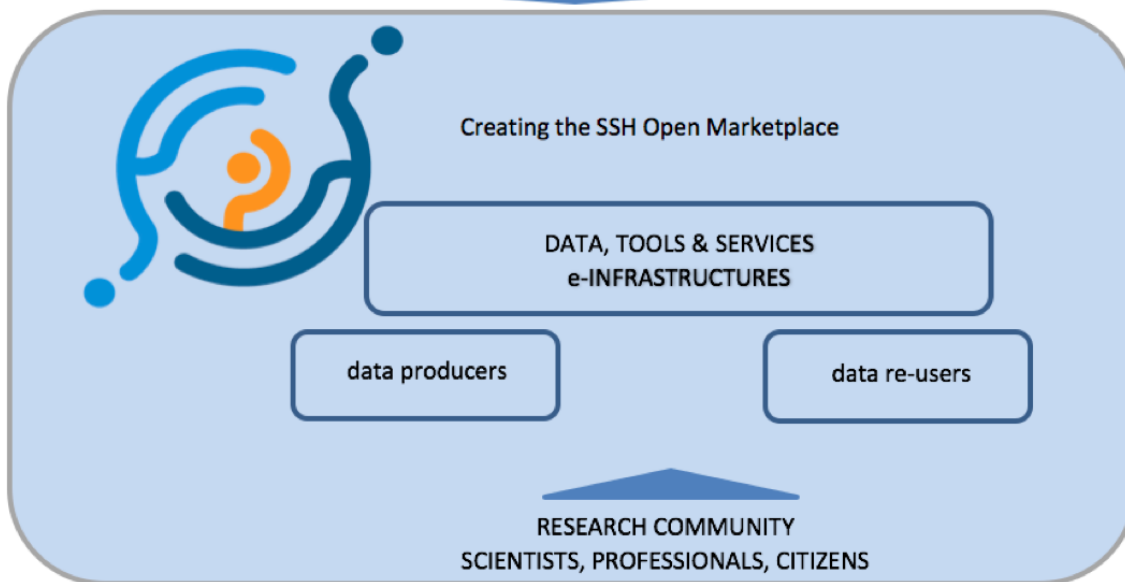 Creating the SSH Open Marketplace
DATA, TOOLS & SERVICES
e-INFRASTRUCTURES
data producers
data re-users
RESEARCH COMMUNITY
SCIENTISTS, PROFESSIONALS, CITIZENS